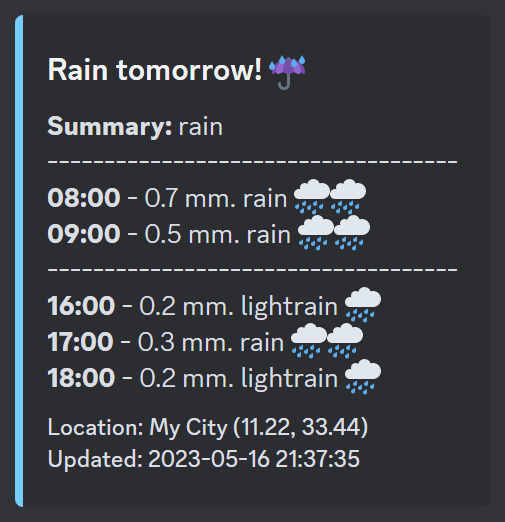 Rain tomorrow! ☔
Summary: rain
------------------------------------
08:00 - 0.7 mm. rain 🌧️🌧️
09:00 - 0.5 mm. rain 🌧️🌧️
------------------------------------
16:00 - 0.2 mm. lightrain 🌧️
17:00 - 0.3 mm. rain 🌧️🌧️
18:00 - 0.2 mm. lightrain 🌧️
Location: My City (11.22, 33.44)
Updated: 2023-05-16 21:37:35